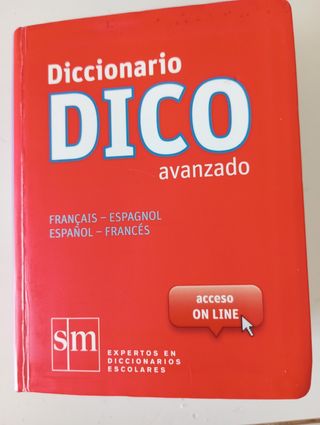 Diccionario
DICO
avanzado
FRANÇAIS – ESPAGNOL
ESPAÑOL – FRANCÉS
acceso
ON LINE
sm
EXPERTOS EN
DICCIONARIOS
ESCOLARES